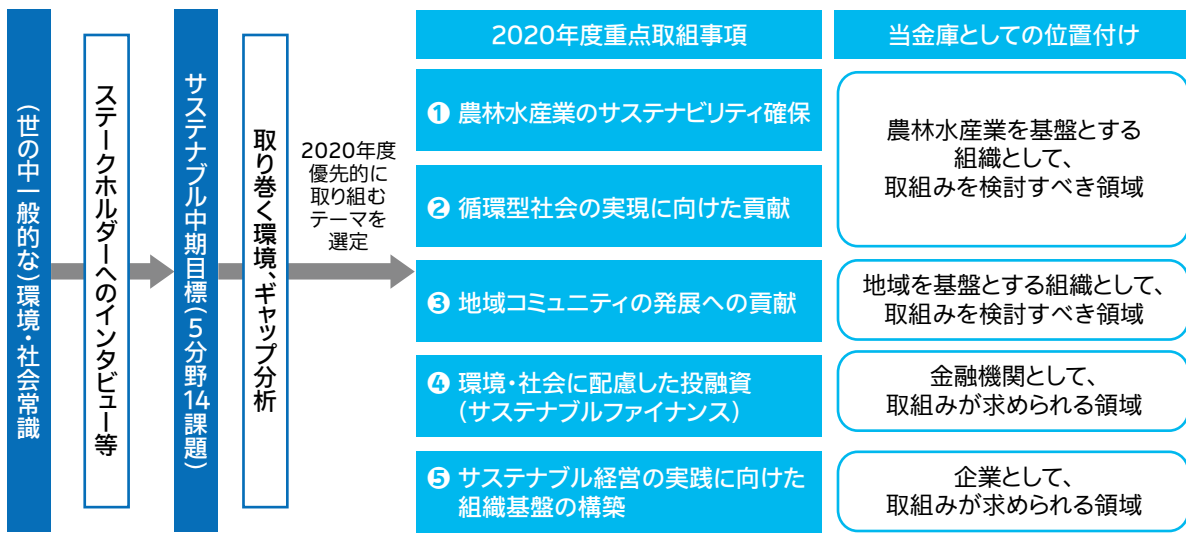 (世の中一般的な)環境・社会常識
ステークホルダーへのインタビュー等
サステナブル中期目標(5分野14課題)
取り巻く環境、ギャップ分析
2020年度
優先的に
取り組む
テーマを
選定
2020年度重点取組事項
当金庫としての位置付け
❶ 農林水産業のサステナビリティ確保
❷ 循環型社会の実現に向けた貢献
農林水産業を基盤とする
組織として、
取組みを検討すべき領域
❸ 地域コミュニティの発展への貢献
地域を基盤とする組織として、
取組みを検討すべき領域
❹ 環境・社会に配慮した投融資
(サステナブルファイナンス)
金融機関として、
取組みが求められる領域
❺ サステナブル経営の実践に向けた
組織基盤の構築
企業として、
取組みが求められる領域